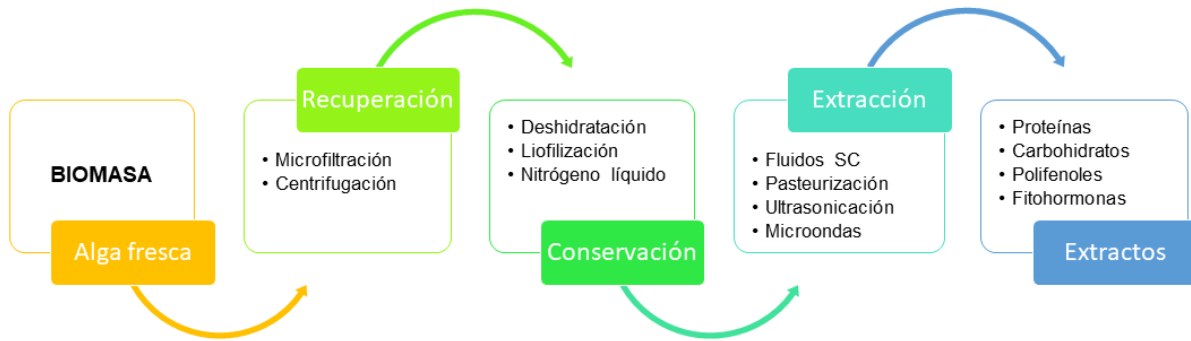 BIOMASA
Alga fresca
Recuperación
• Microfiltración
• Centrifugación
• Deshidratación
• Liofilización
• Nitrógeno líquido
Conservación
Extracción
• Fluidos SC
• Pasteurización
• Ultrasonicación
• Microondas
• Proteínas
• Carbohidratos
• Polifenoles
• Fitohormonas
Extractos